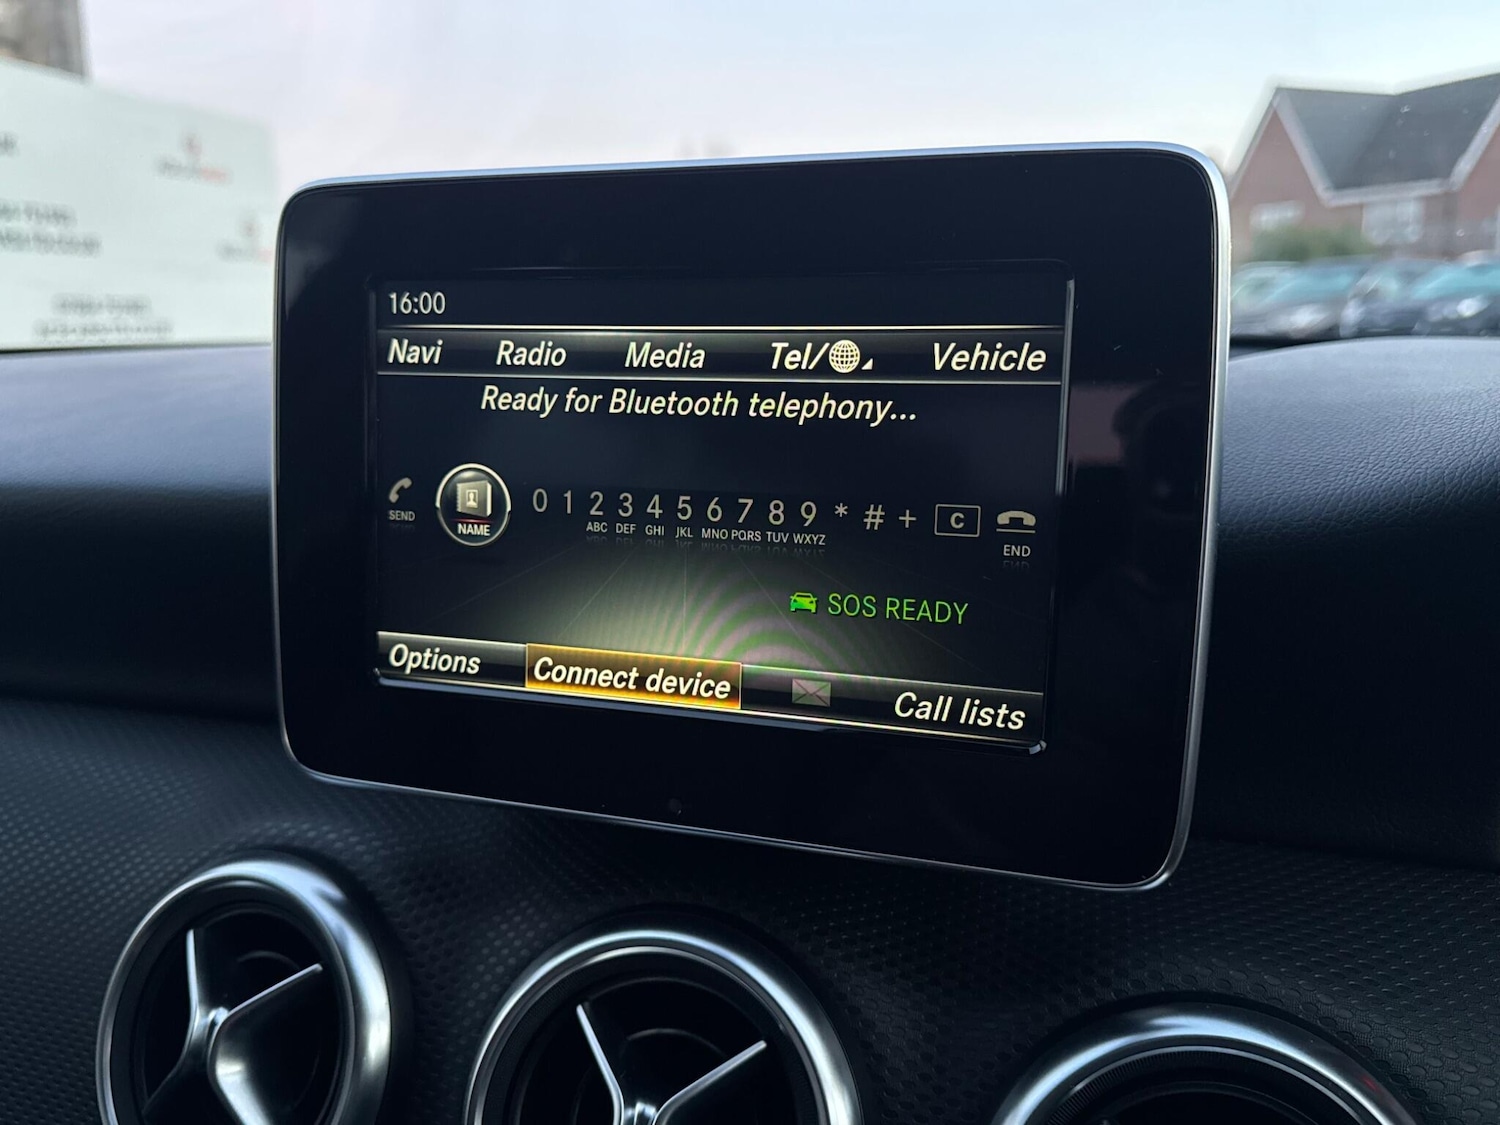 16:00
Navi Radio Media Tel/ Vehicle
Ready for Bluetooth telephony...
0 1 2 3 4 5 6 7 8 9 * # + C
SEND NAME ABC DEF GHI JKL MNO PQRS TUV WXYZ END
SOS READY
Options Connect device Call lists